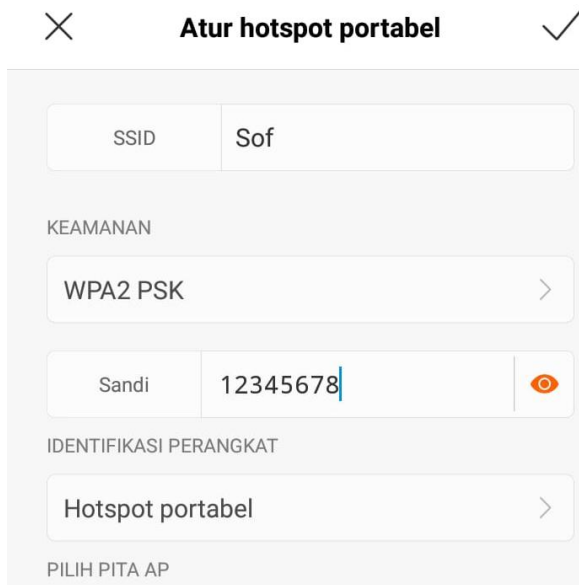 Atur hotspot portabel
SSID Sof
KEAMANAN
WPA2 PSK
Sandi 12345678
IDENTIFIKASI PERANGKAT
Hotspot portabel
PILIH PITA AP